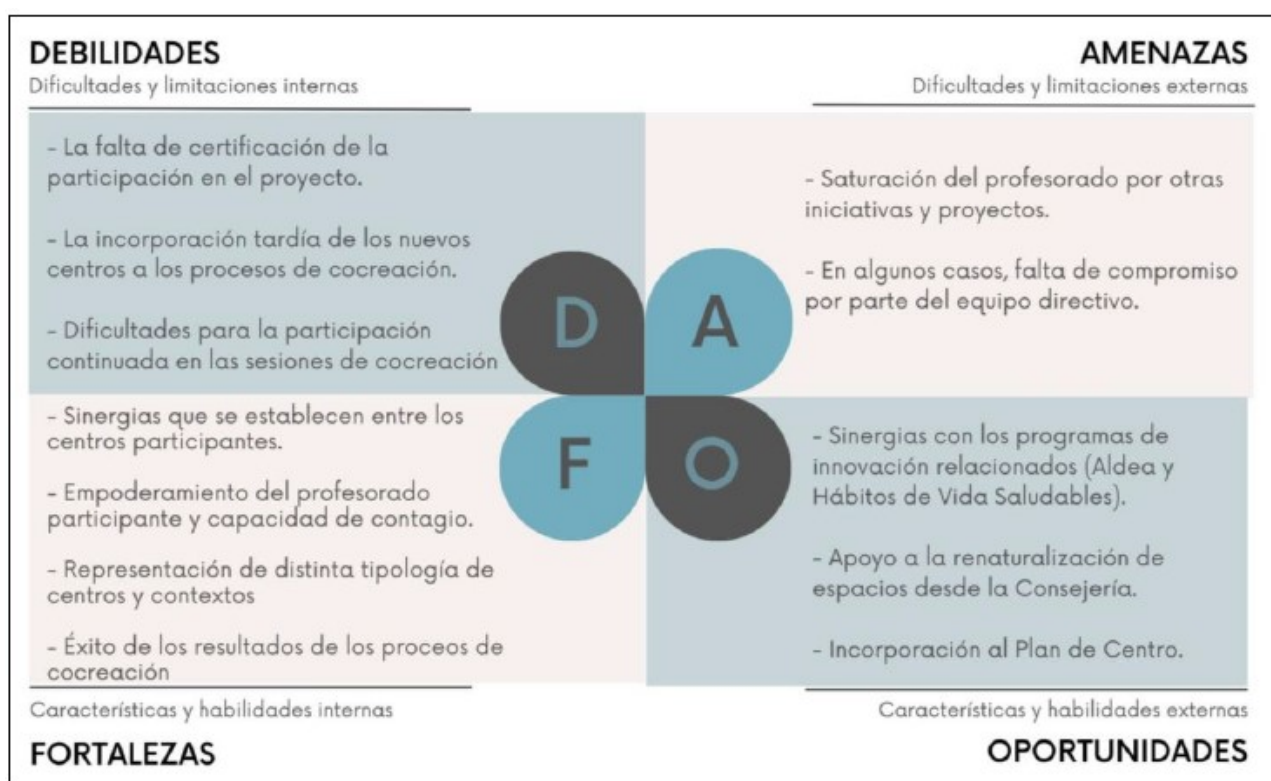 DEBILIDADES
Dificultades y limitaciones internas
- La falta de certificación de la
participación en el proyecto.
- La incorporación tardía de los nuevos
centros a los procesos de cocreación.
- Dificultades para la participación
continuada en las sesiones de cocreación
AMENAZAS
Dificultades y limitaciones externas
- Saturación del profesorado por otras
iniciativas y proyectos.
- En algunos casos, falta de compromiso
por parte del equipo directivo.
D
A
F
O
- Sinergias que se establecen entre los
centros participantes.
- Empoderamiento del profesorado
participante y capacidad de contagio.
- Representación de distinta tipología de
centros y contextos
- Éxito de los resultados de los proceos de
cocreación
Características y habilidades internas
FORTALEZAS
- Sinergias con los programas de
innovación relacionados (Aldea y
Hábitos de Vida Saludables).
- Apoyo a la renaturalización de
espacios desde la Consejería.
- Incorporación al Plan de Centro.
Características y habilidades externas
OPORTUNIDADES